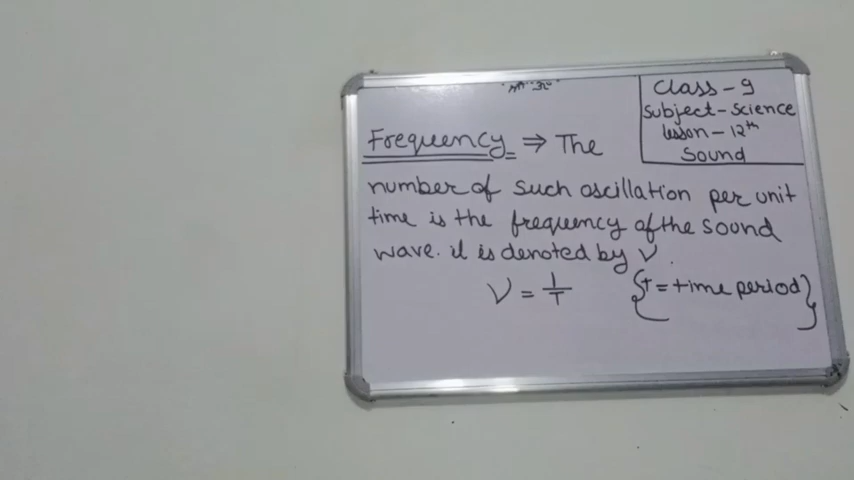 Class-9
Subject-Science
lesson-12th
Sound
Frequency ⇒ The
number of such oscillation per unit
time is the frequency of the sound
wave. it is denoted by ν.
ν = 1/T {t = time period}